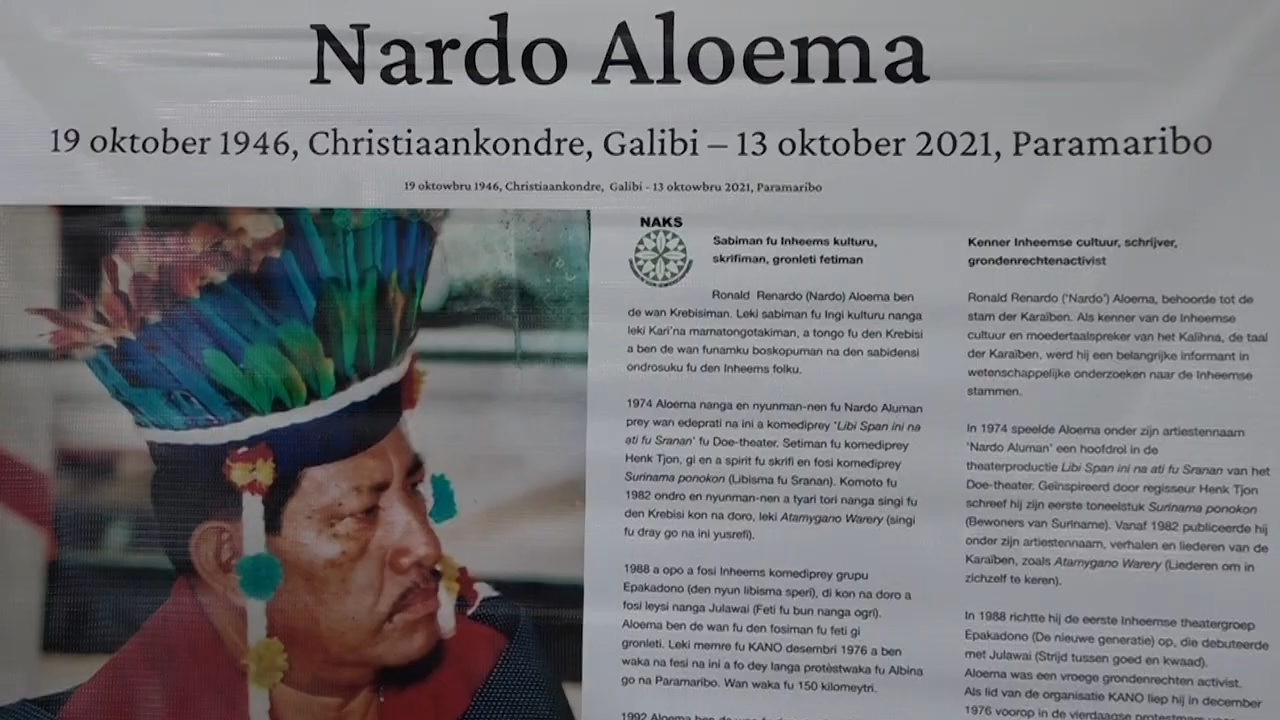 Nardo Aloema
19 oktober 1946, Christiaankondre, Galibi – 13 oktober 2021, Paramaribo
19 oktowbru 1946, Christiaankondre, Galibi - 13 oktowbru 2021, Paramaribo
NAKS
Sabiman fu Inheems kulturu,
skrifiman, gronleti fetiman
Ronald Renardo (Nardo) Aloema ben
de wan Krebisiman. Leki sabiman fu Ingi kulturu nanga
leki Kari'na mamatongotakiman, a tongo fu den Krebisi
a ben de wan funamku boskopuman na den sabidensi
ondrosuku fu den Inheems folku.
1974 Aloema nanga en nyunman-nen fu Nardo Aluman
prey wan edeprati na ini a komediprey 'Libi Span ini na
ati fu Sranan' fu Doe-theater. Setiman fu komediprey
Henk Tjon, gi en a spirit fu skrifi en fosi komediprey
Surinama ponokon (Libisma fu Sranan). Komoto fu
1982 ondro en nyunman-nen a tyari tori nanga singi fu
den Krebisi kon na doro, leki Atamygano Warery (singi
fu dray go na ini yusrefi).
1988 a opo a fosi Inheems komediprey grupu
Epakadono (den nyun libisma speri), di kon na doro a
fosi leysi nanga Julawai (Feti fu bun nanga ogri).
Aloema ben de wan fu den fosiman fu feti gi
gronleti. Leki memre fu KANO desembri 1976 a ben
waka na fesi na ini a fo dey langa protèstwaka fu Albina
go na Paramaribo. Wan waka fu 150 kilomeytri.
1992 Aloema ben de wan fu
Kenner Inheemse cultuur, schrijver,
grondenrechtenactivist
Ronald Renardo ('Nardo') Aloema, behoorde tot de
stam der Karaïben. Als kenner van de Inheemse
cultuur en moedertaalspreker van het Kalihna, de taal
der Karaïben, werd hij een belangrijke informant in
wetenschappelijke onderzoeken naar de Inheemse
stammen.
In 1974 speelde Aloema onder zijn artiestennaam
'Nardo Aluman' een hoofdrol in de
theaterproductie Libi Span ini na ati fu Sranan van het
Doe-theater. Geïnspireerd door regisseur Henk Tjon
schreef hij zijn eerste toneelstuk Surinama ponokon
(Bewoners van Suriname). Vanaf 1982 publiceerde hij
onder zijn artiestennaam, verhalen en liederen van de
Karaïben, zoals Atamygano Warery (Liederen om in
zichzelf te keren).
In 1988 richtte hij de eerste Inheemse theatergroep
Epakadono (De nieuwe generatie) op, die debuteerde
met Julawai (Strijd tussen goed en kwaad).
Aloema was een vroege grondenrechten activist.
Als lid van de organisatie KANO liep hij in december
1976 voorop in de vierdaagse